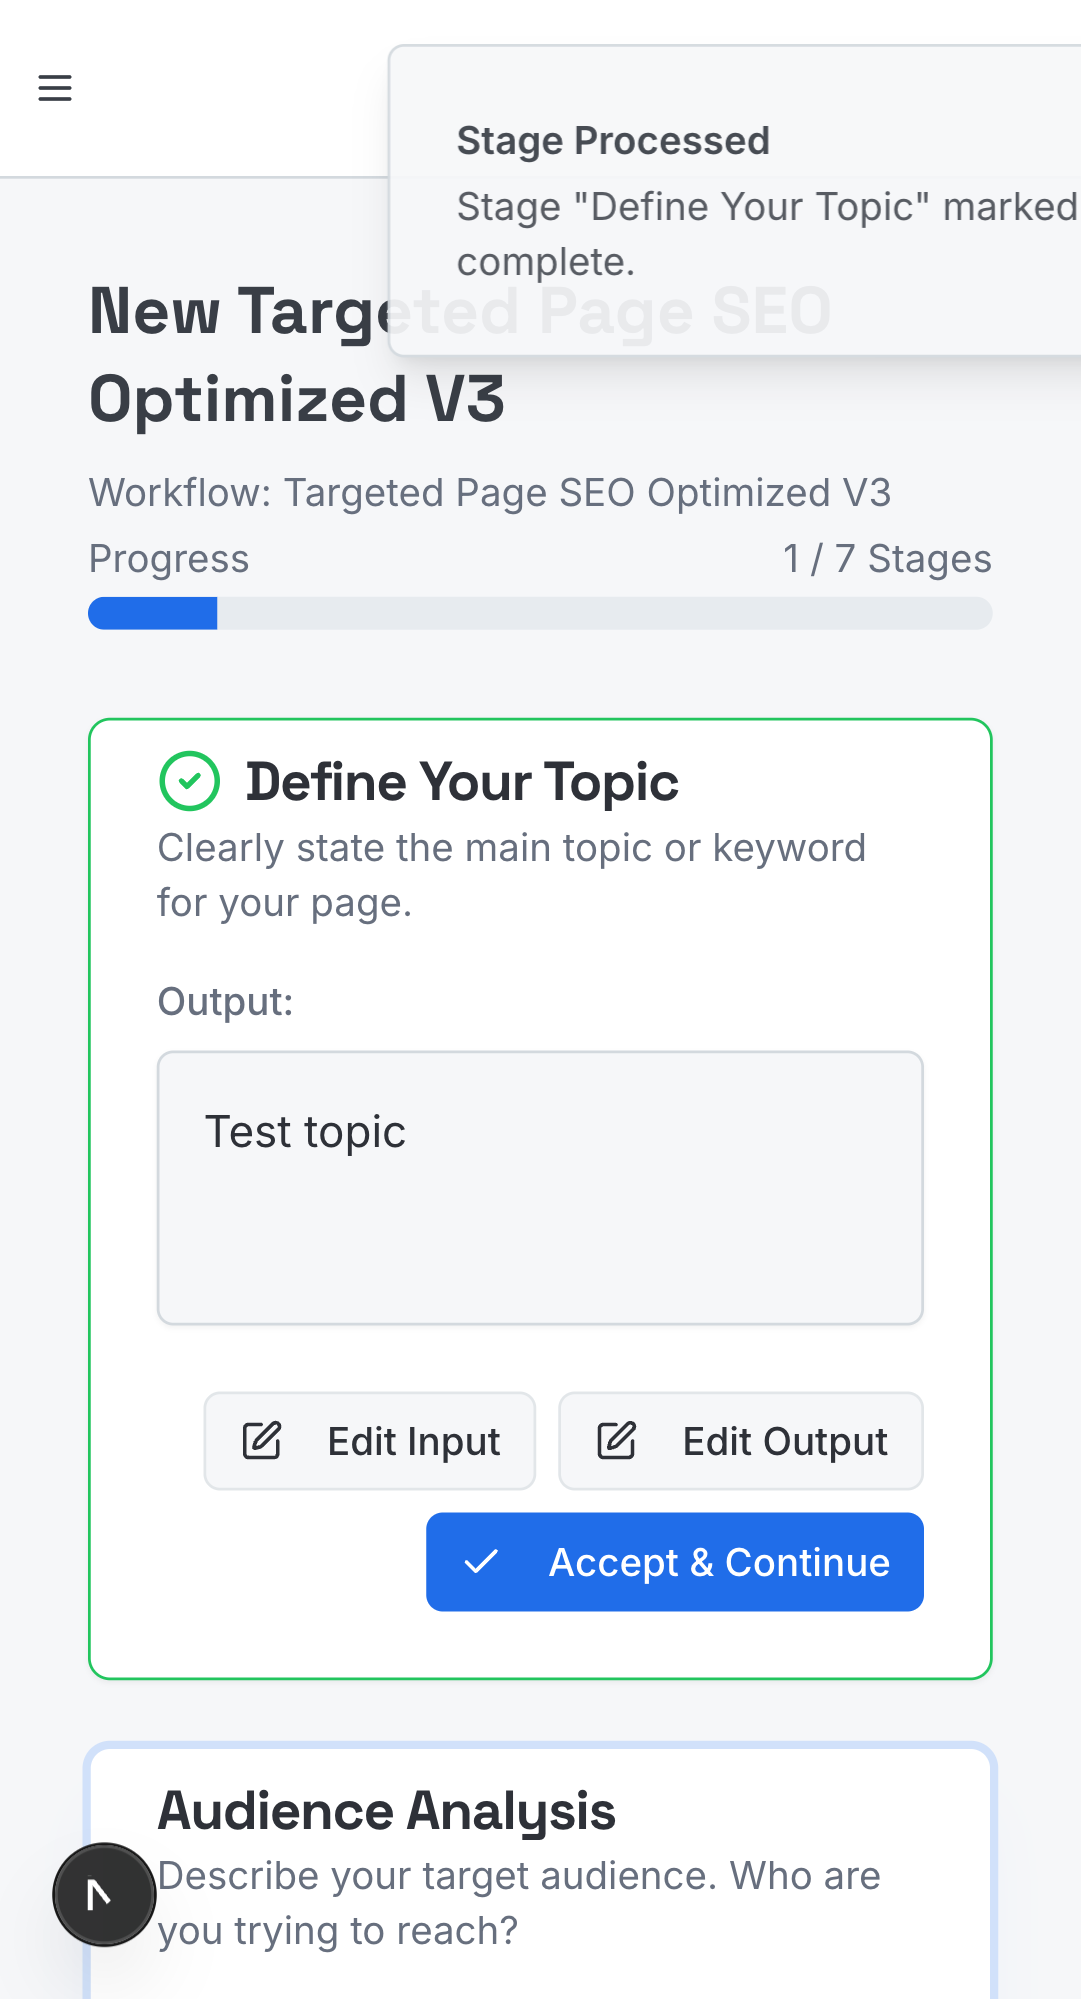 Stage Processed
Stage "Define Your Topic" marked
complete.
New Targeted Page SEO
Optimized V3
Workflow: Targeted Page SEO Optimized V3
Progress
1 / 7 Stages
Define Your Topic
Clearly state the main topic or keyword
for your page.
Output:
Test topic
Edit Input
Edit Output
Accept & Continue
Audience Analysis
Describe your target audience. Who are
you trying to reach?